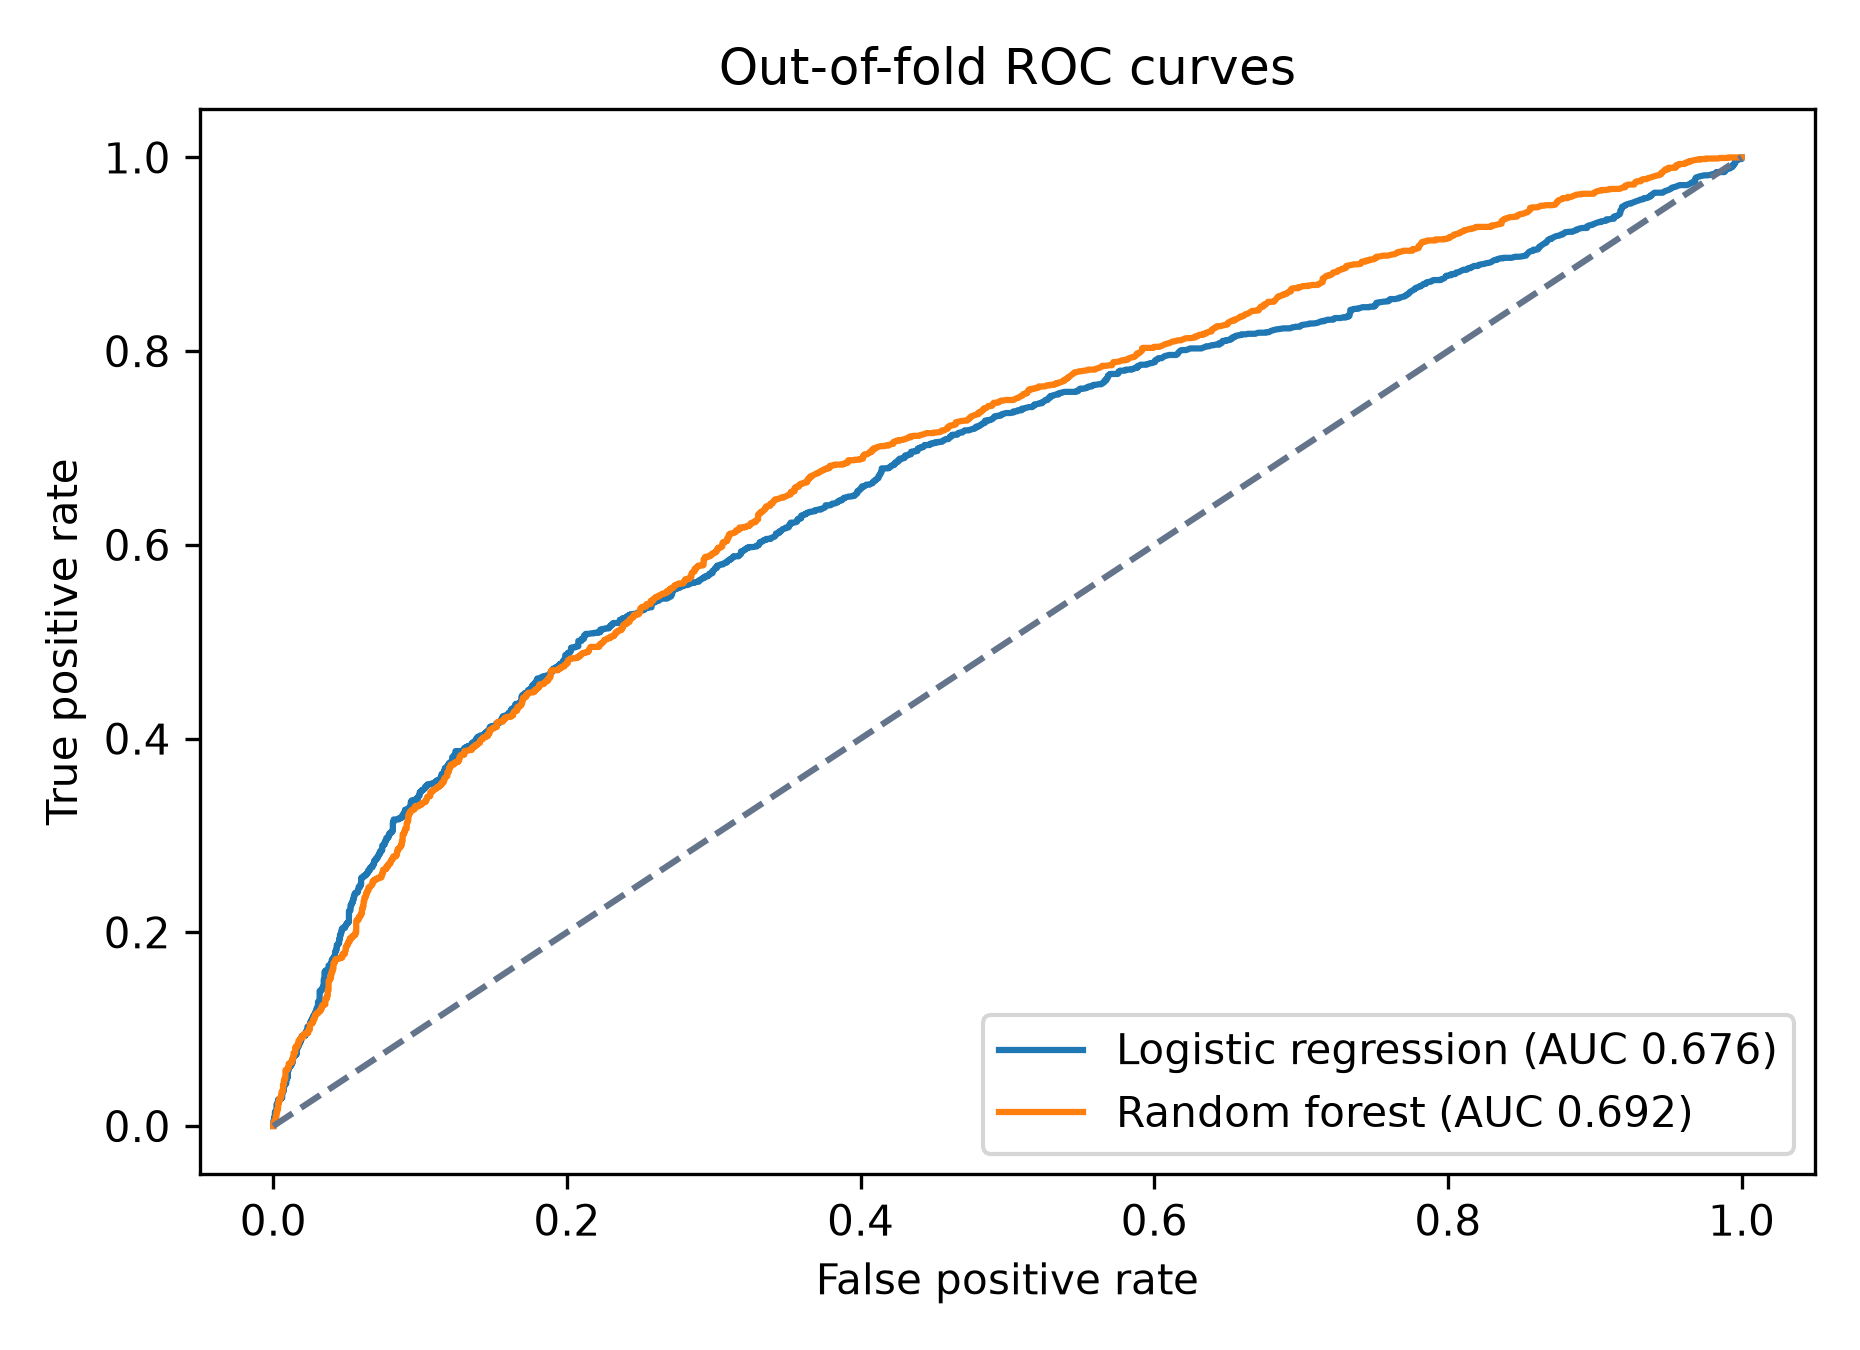 Out-of-fold ROC curves
True positive rate
1.0
0.8
0.6
0.4
0.2
0.0
Logistic regression (AUC 0.676)
Random forest (AUC 0.692)
0.0 0.2 0.4 0.6 0.8 1.0
False positive rate